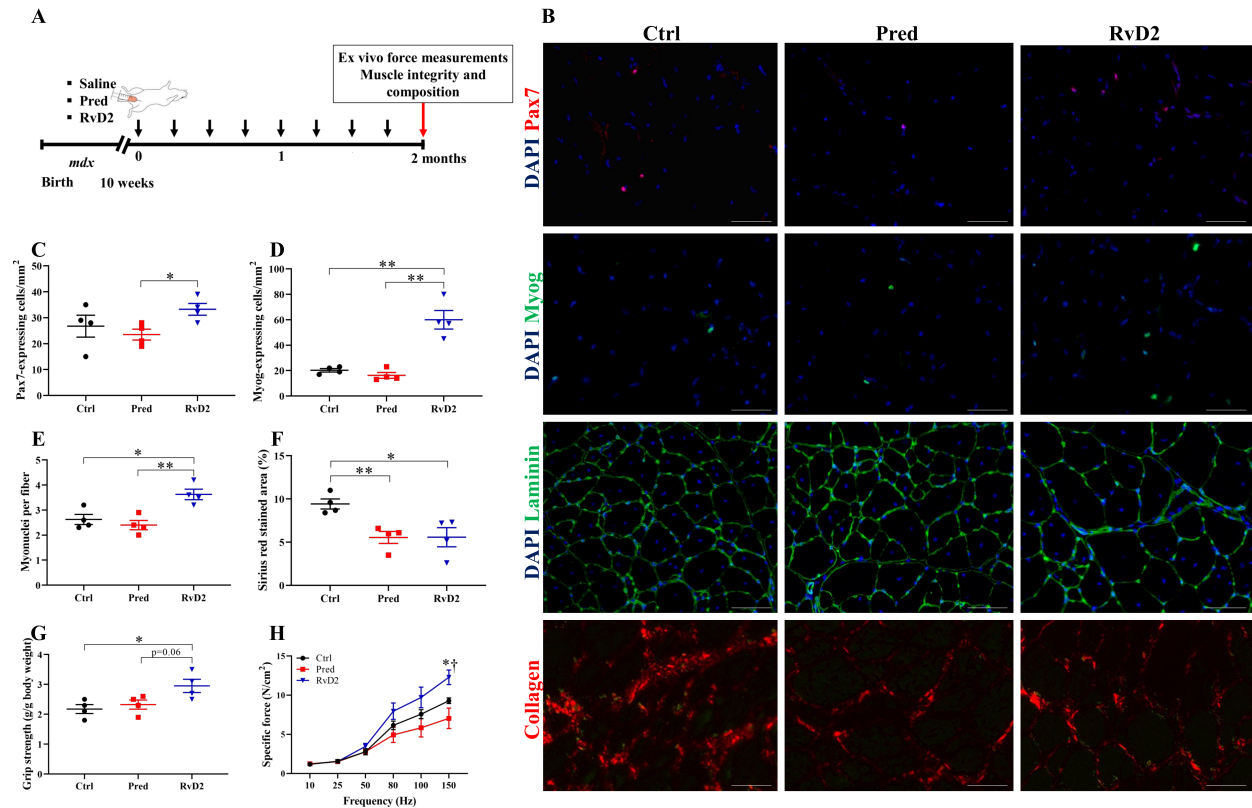 A
Saline
Pred
RvD2
Ex vivo force measurements
Muscle integrity and
composition
0
1
2 months
mdx
Birth
10 weeks
B
Ctrl
Pred
RvD2
DAPI Pax7
DAPI Myog
DAPI Laminin
Collagen
C
Pax7-expressing cells/mm²
50
40
30
20
10
0
*
Ctrl
Pred
RvD2
D
Myog-expressing cells/mm²
100
80
60
40
20
0
**
**
Ctrl
Pred
RvD2
E
Myonuclei per fiber
5
4
3
2
1
0
*
**
Ctrl
Pred
RvD2
F
Sirius red stained area (%)
15
10
5
0
*
**
Ctrl
Pred
RvD2
G
Grip strength (g/g body weight)
5
4
3
2
1
0
*
p=0.06
Ctrl
Pred
RvD2
H
Specific force (N/cm²)
15
10
5
0
Ctrl
Pred
RvD2
*†
10
25
50
80
100
150
Frequency (Hz)